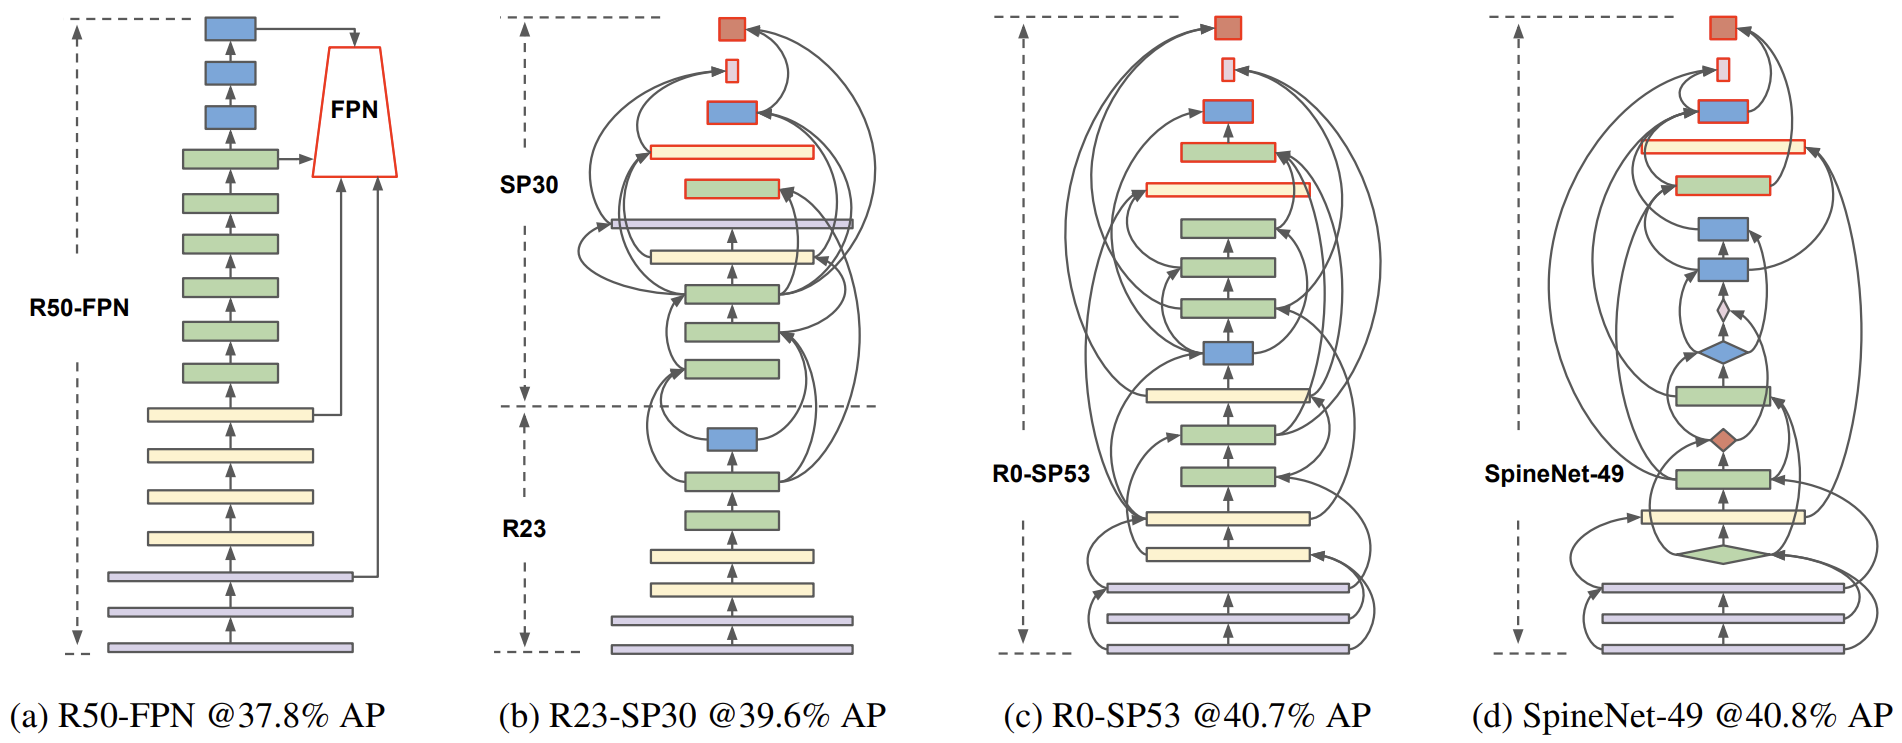 FPN
R50-FPN
(a) R50-FPN @37.8% AP
SP30
R23
(b) R23-SP30 @39.6% AP
R0-SP53
(c) R0-SP53 @40.7% AP
SpineNet-49
(d) SpineNet-49 @40.8% AP